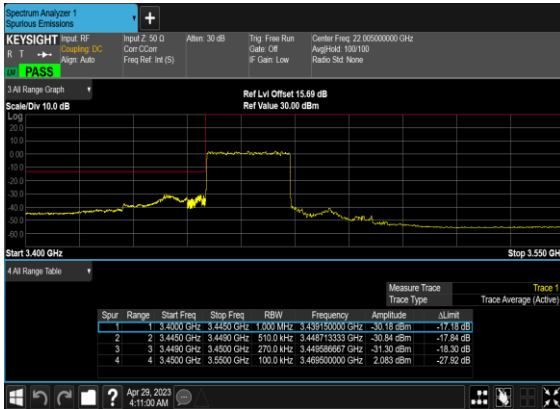 Spectrum Analyzer 1
Spurious Emissions
+
KEYSIGHT Input: RF Input Z: 50 Ω Atten: 30 dB Trig: Free Run Center Freq: 22.005000000 GHz
R T Coupling: DC Corr CCorr Gate: Off Avg|Hold: 100/100
Align: Auto Freq Ref: Int (S) IF Gain: Low Radio Std: None
PASS
3 All Range Graph
Ref Lvl Offset 15.69 dB
Scale/Div 10.0 dB Ref Value 30.00 dBm
Log
20.0
10.0
0.00
-10.0
-20.0
-30.0
-40.0
-50.0
-60.0
Start 3.400 GHz Stop 3.550 GH
4 All Range Table
Measure Trace Trace 1
Trace Type Trace Average (Active)
Spur Range Start Freq Stop Freq RBW Frequency Amplitude ΔLimit
1 1 3.4000 GHz 3.4450 GHz 1.000 MHz 3.439150000 GHz -30.18 dBm -17.18 dB
2 2 3.4450 GHz 3.4490 GHz 510.0 kHz 3.448713333 GHz -30.84 dBm -17.84 dB
3 3 3.4490 GHz 3.4500 GHz 270.0 kHz 3.449586667 GHz -31.30 dBm -18.30 dB
4 4 3.4500 GHz 3.5500 GHz 100.0 kHz 3.469500000 GHz 2.083 dBm -27.92 dB
? Apr 29, 2023
4:11:00 AM